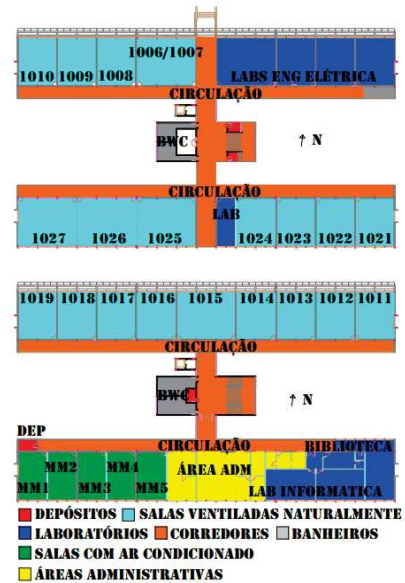 1006/1007
1010 1009 1008 LABS ENG ELÉTRICA
CIRCULAÇÃO
BWC ↑ N
CIRCULAÇÃO
LAB
1027 1026 1025 1024 1023 1022 1021
1019 1018 1017 1016 1015 1014 1013 1012 1011
CIRCULAÇÃO
BWC ↑ N
DEP
CIRCULAÇÃO BIBLIOTECA
MM2 MM4 ÁREA ADM
MM1 MM3 MM5 LAB INFORMATICA
DEPÓSITOS SALAS VENTILADAS NATURALMENTE
LABORATÓRIOS CORREDORES BANHEIROS
SALAS COM AR CONDICIONADO
ÁREAS ADMINISTRATIVAS